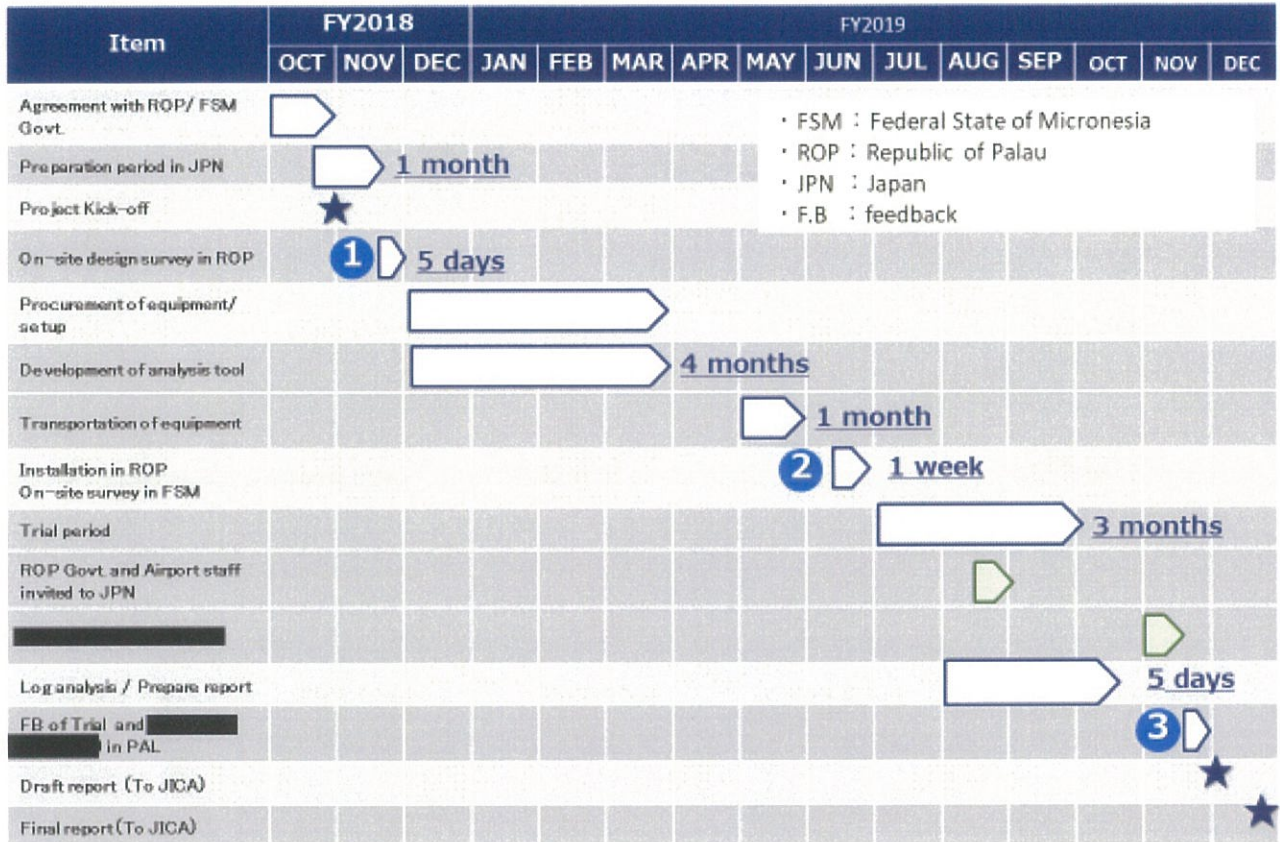 Item
FY2018
FY2019
OCT NOV DEC JAN FEB MAR APR MAY JUN JUL AUG SEP OCT NOV DEC
Agreement with ROP/ FSM
Govt.
・FSM : Federal State of Micronesia
・ROP : Republic of Palau
・JPN : Japan
・F.B : feedback
Preparation period in JPN
1 month
Project Kick-off
On-site design survey in ROP
1
5 days
Procurement of equipment/
setup
Development of analysis tool
4 months
Transportation of equipment
1 month
Installation in ROP
On-site survey in FSM
2
1 week
Trial period
3 months
ROP Govt. and Airport staff
invited to JPN
Log analysis / Prepare report
5 days
FB of Trial and
in PAL
3
Draft report (To JICA)
Final report(To JICA)